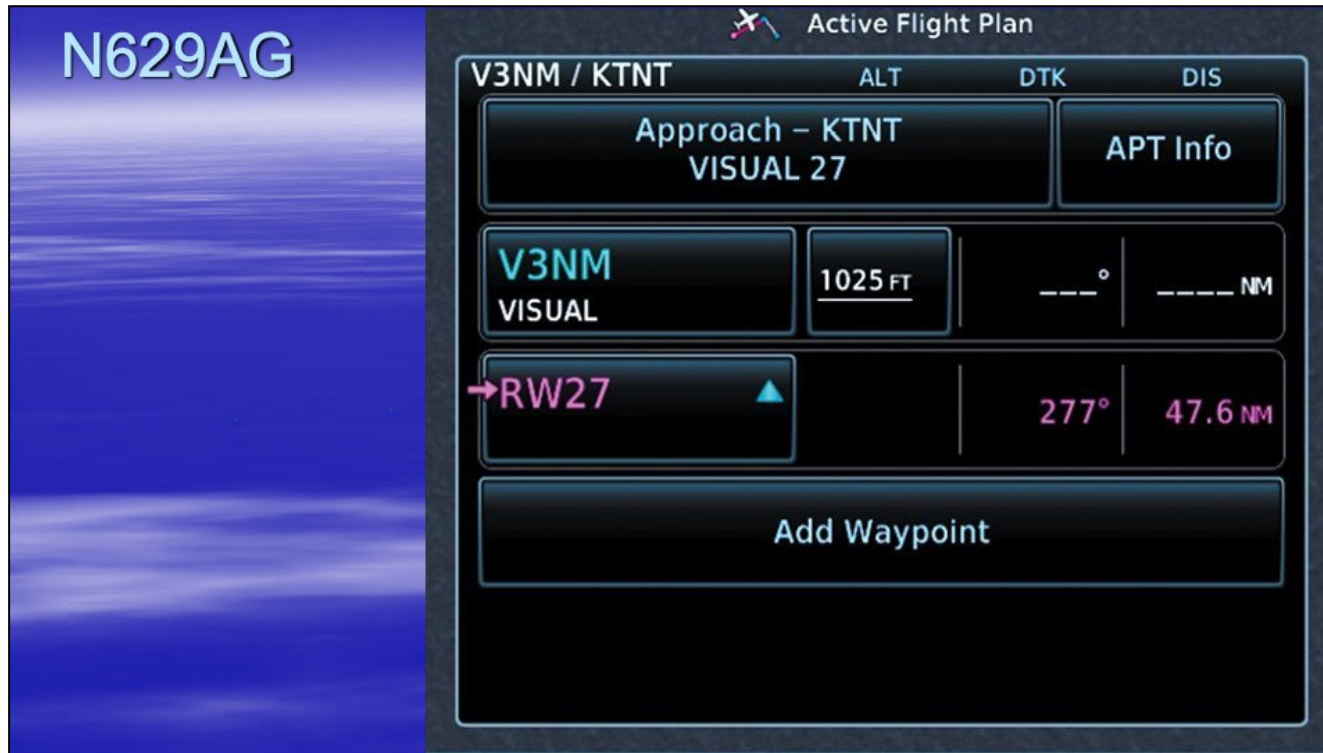 N629AG
Active Flight Plan
V3NM / KTNT ALT DTK DIS
Approach – KTNT
VISUAL 27
APT Info
V3NM
VISUAL
1025 FT
___°
____ NM
RW27
277°
47.6 NM
Add Waypoint